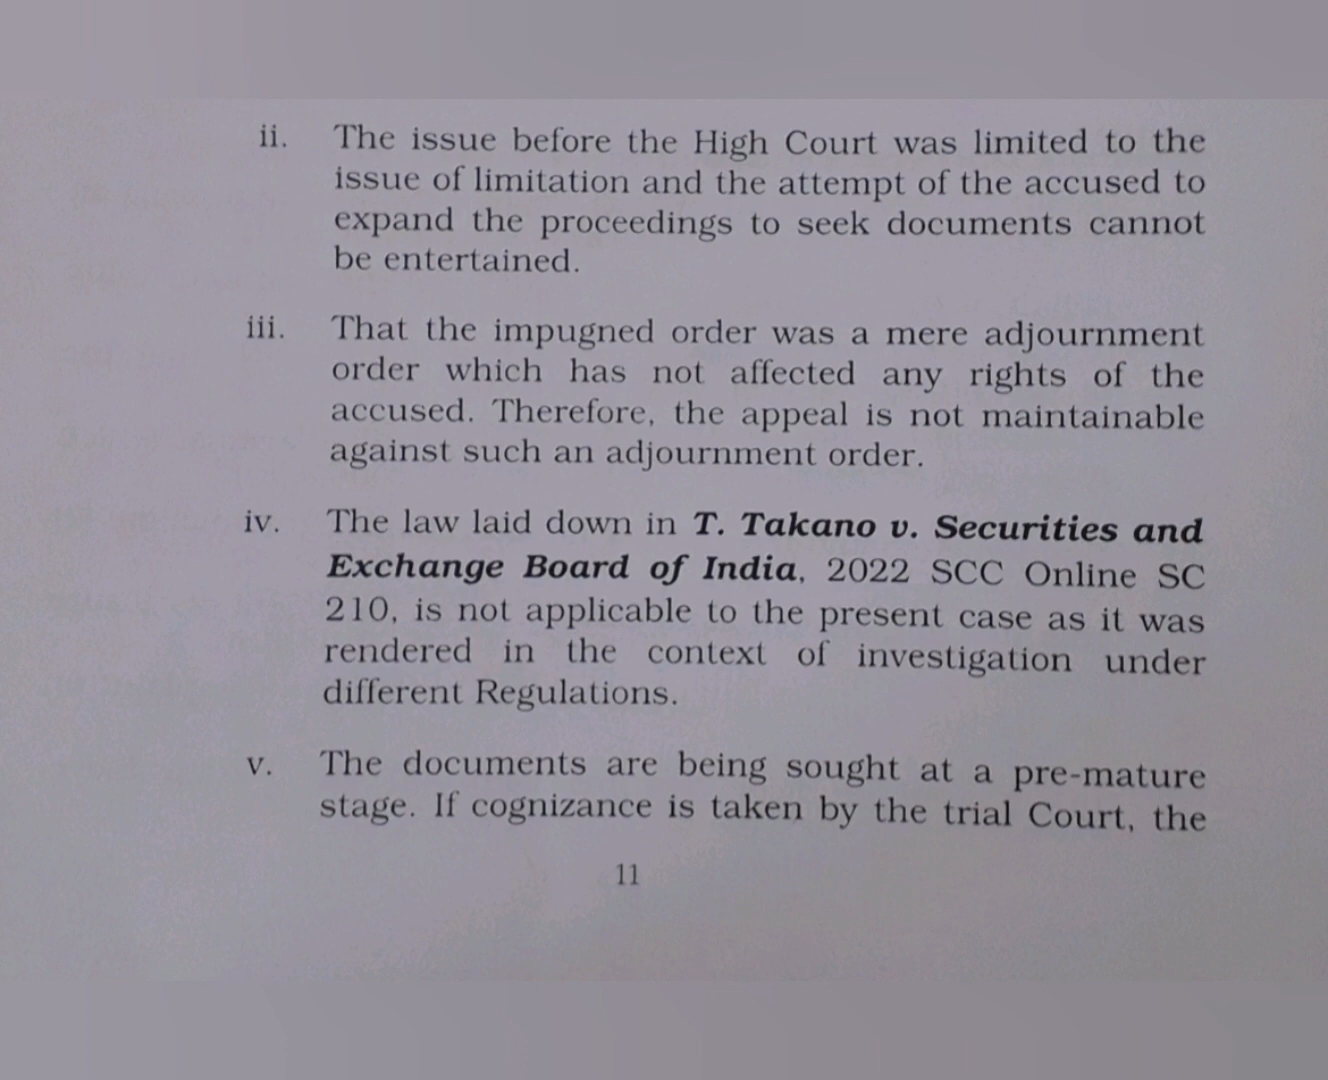 ii. The issue before the High Court was limited to the
issue of limitation and the attempt of the accused to
expand the proceedings to seek documents cannot
be entertained.
iii. That the impugned order was a mere adjournment
order which has not affected any rights of the
accused. Therefore, the appeal is not maintainable
against such an adjournment order.
iv. The law laid down in T. Takano v. Securities and
Exchange Board of India, 2022 SCC Online SC
210, is not applicable to the present case as it was
rendered in the context of investigation under
different Regulations.
v. The documents are being sought at a pre-mature
stage. If cognizance is taken by the trial Court, the
11